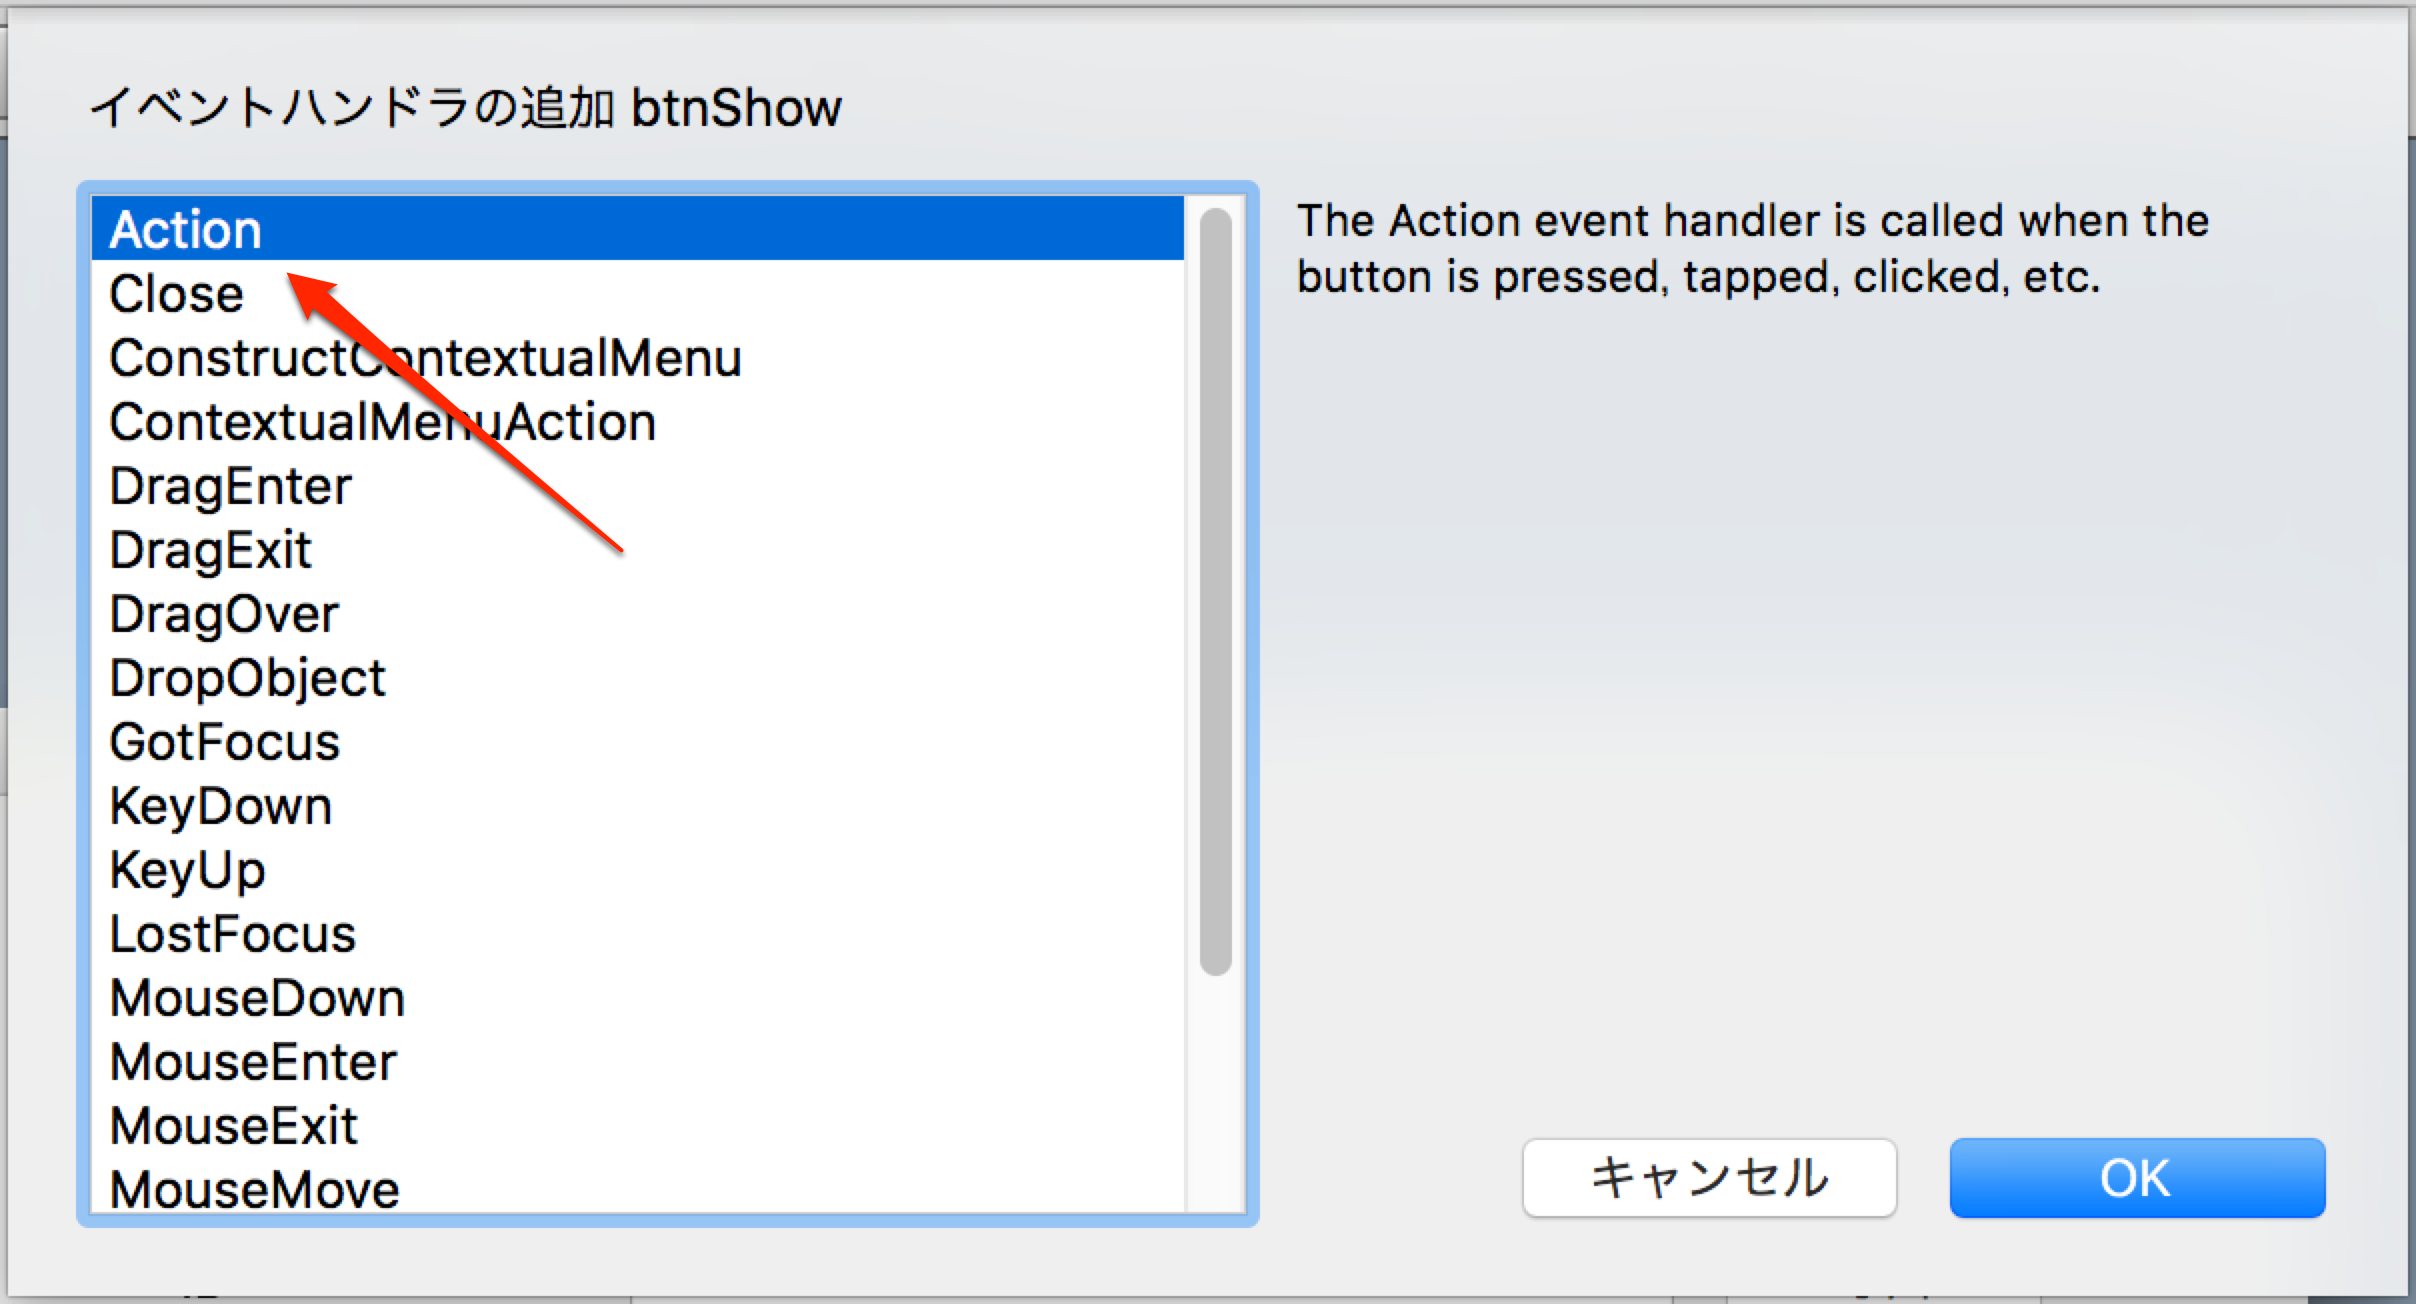 イベントハンドラの追加 btnShow
Action
Close
ConstructContextualMenu
ContextualMenuAction
DragEnter
DragExit
DragOver
DropObject
GotFocus
KeyDown
KeyUp
LostFocus
MouseDown
MouseEnter
MouseExit
MouseMove
The Action event handler is called when the
button is pressed, tapped, clicked, etc.
キャンセル
OK